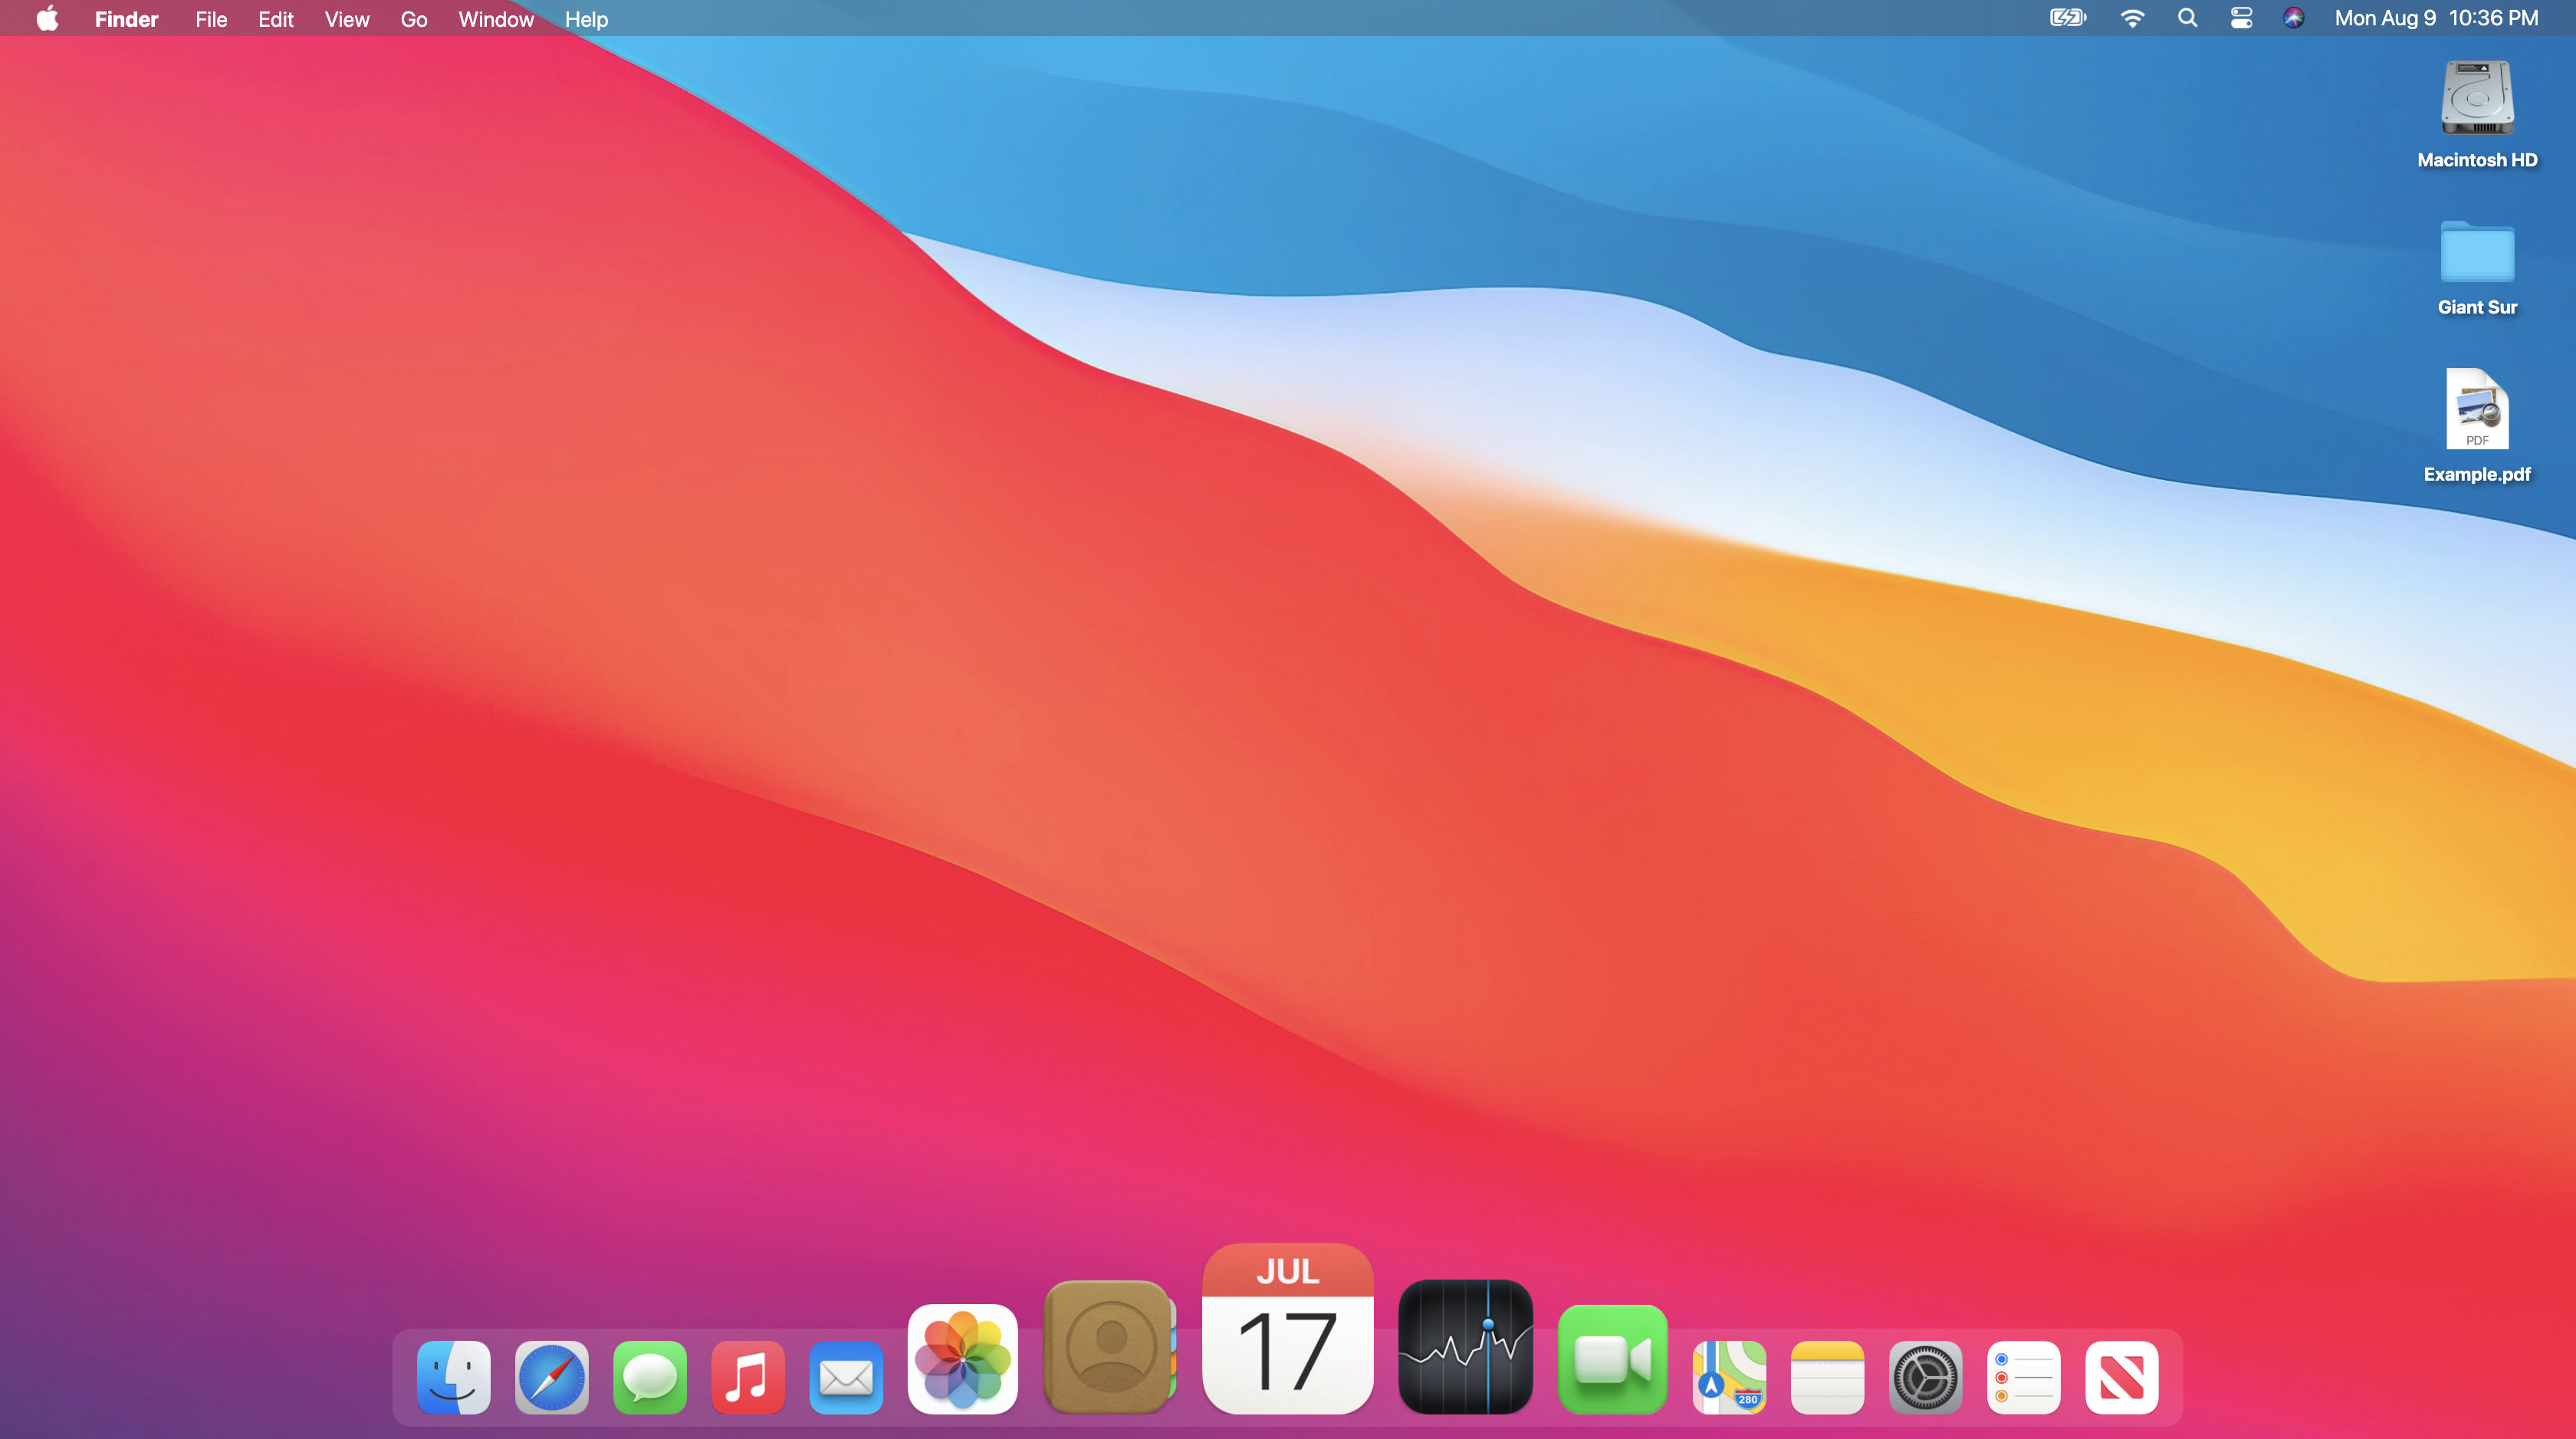 Finder File Edit View Go Window Help Mon Aug 9 10:36 PM
Macintosh HD
Giant Sur
PDF
Example.pdf
JUL
17
280